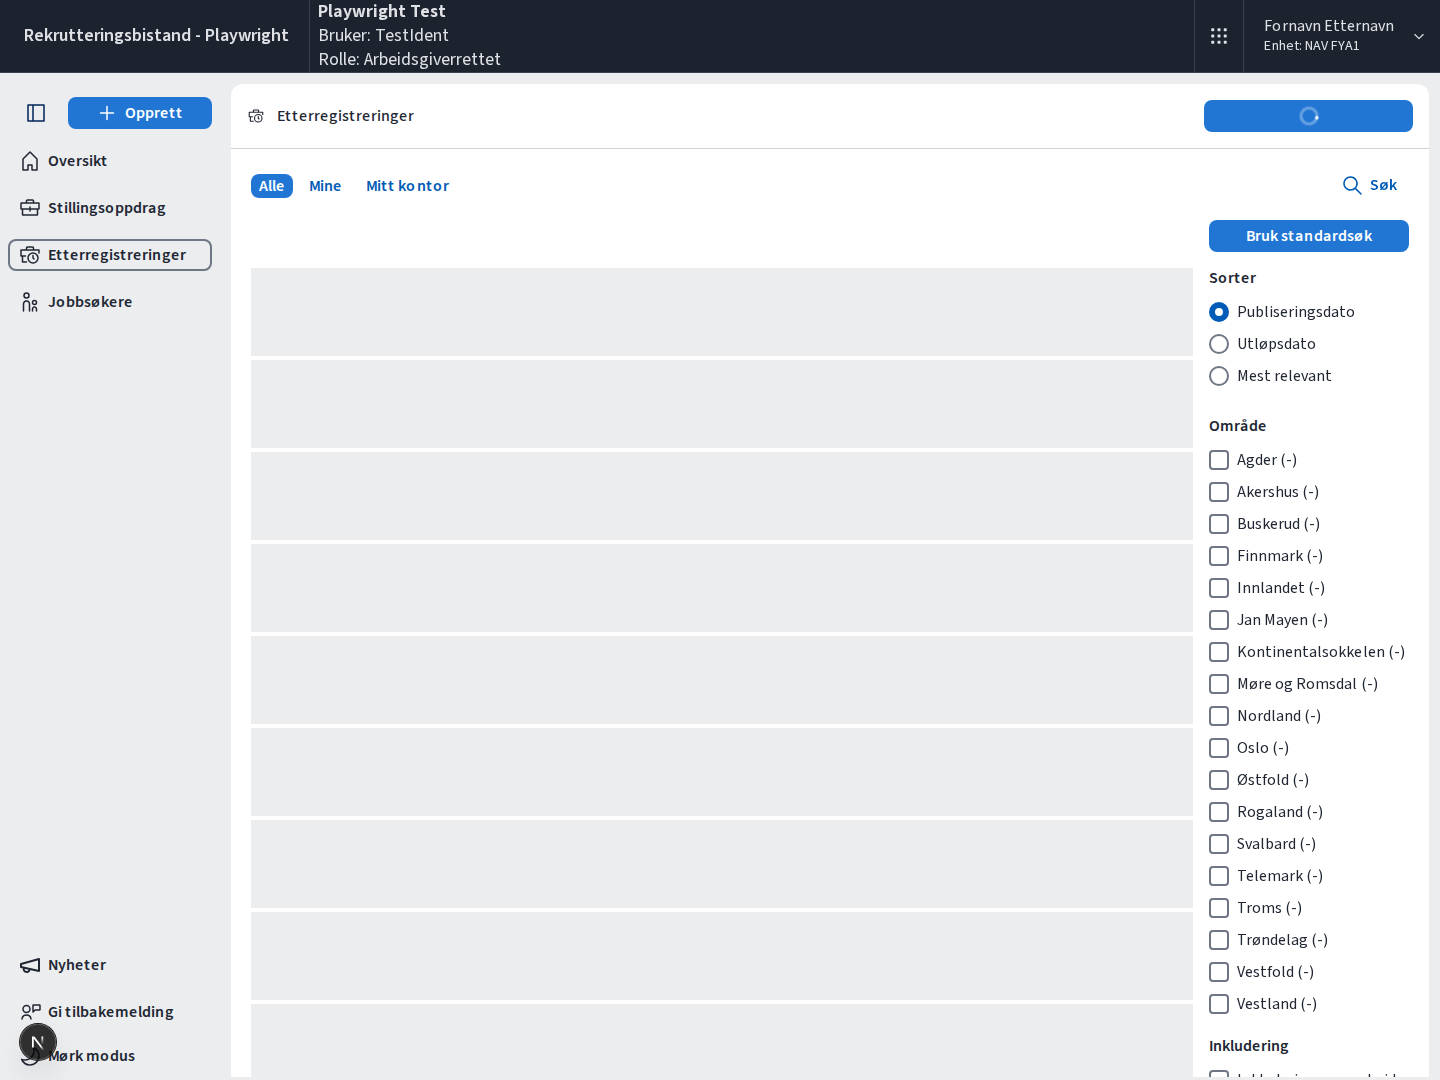 Rekrutteringsbistand - Playwright
Playwright Test
Bruker: TestIdent
Rolle: Arbeidsgiverrettet
Fornavn Etternavn
Enhet: NAV FYA1
Opprett
Oversikt
Stillingsoppdrag
Etterregistreringer
Jobbsøkere
Nyheter
Gi tilbakemelding
Mørk modus
N
Etterregistreringer
Alle
Mine
Mitt kontor
Søk
Bruk standardsøk
Sorter
Publiseringsdato
Utløpsdato
Mest relevant
Område
Agder (-)
Akershus (-)
Buskerud (-)
Finnmark (-)
Innlandet (-)
Jan Mayen (-)
Kontinentalsokkelen (-)
Møre og Romsdal (-)
Nordland (-)
Oslo (-)
Østfold (-)
Rogaland (-)
Svalbard (-)
Telemark (-)
Troms (-)
Trøndelag (-)
Vestfold (-)
Vestland (-)
Inkludering